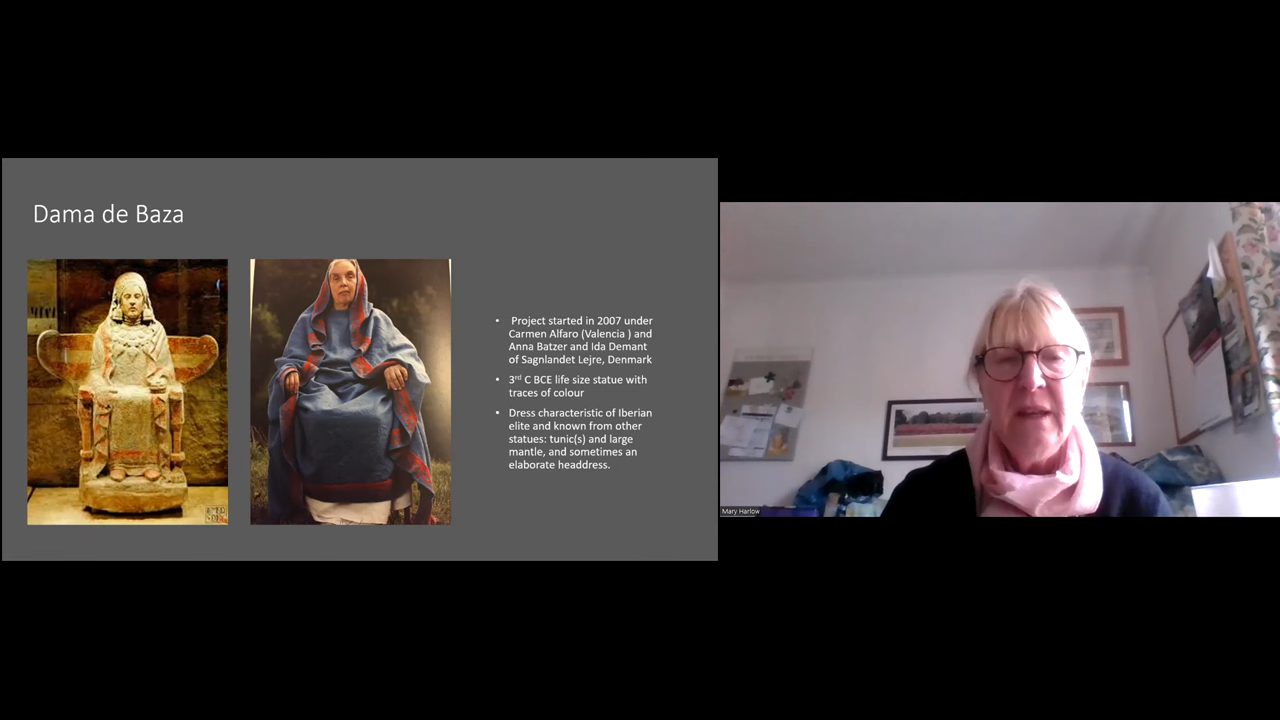 Dama de Baza
• Project started in 2007 under
Carmen Alfaro (Valencia ) and
Anna Batzer and Ida Demant
of Sagnlandet Lejre, Denmark
• 3rd C BCE life size statue with
traces of colour
• Dress characteristic of Iberian
elite and known from other
statues: tunic(s) and large
mantle, and sometimes an
elaborate headdress.
Mary Harlow